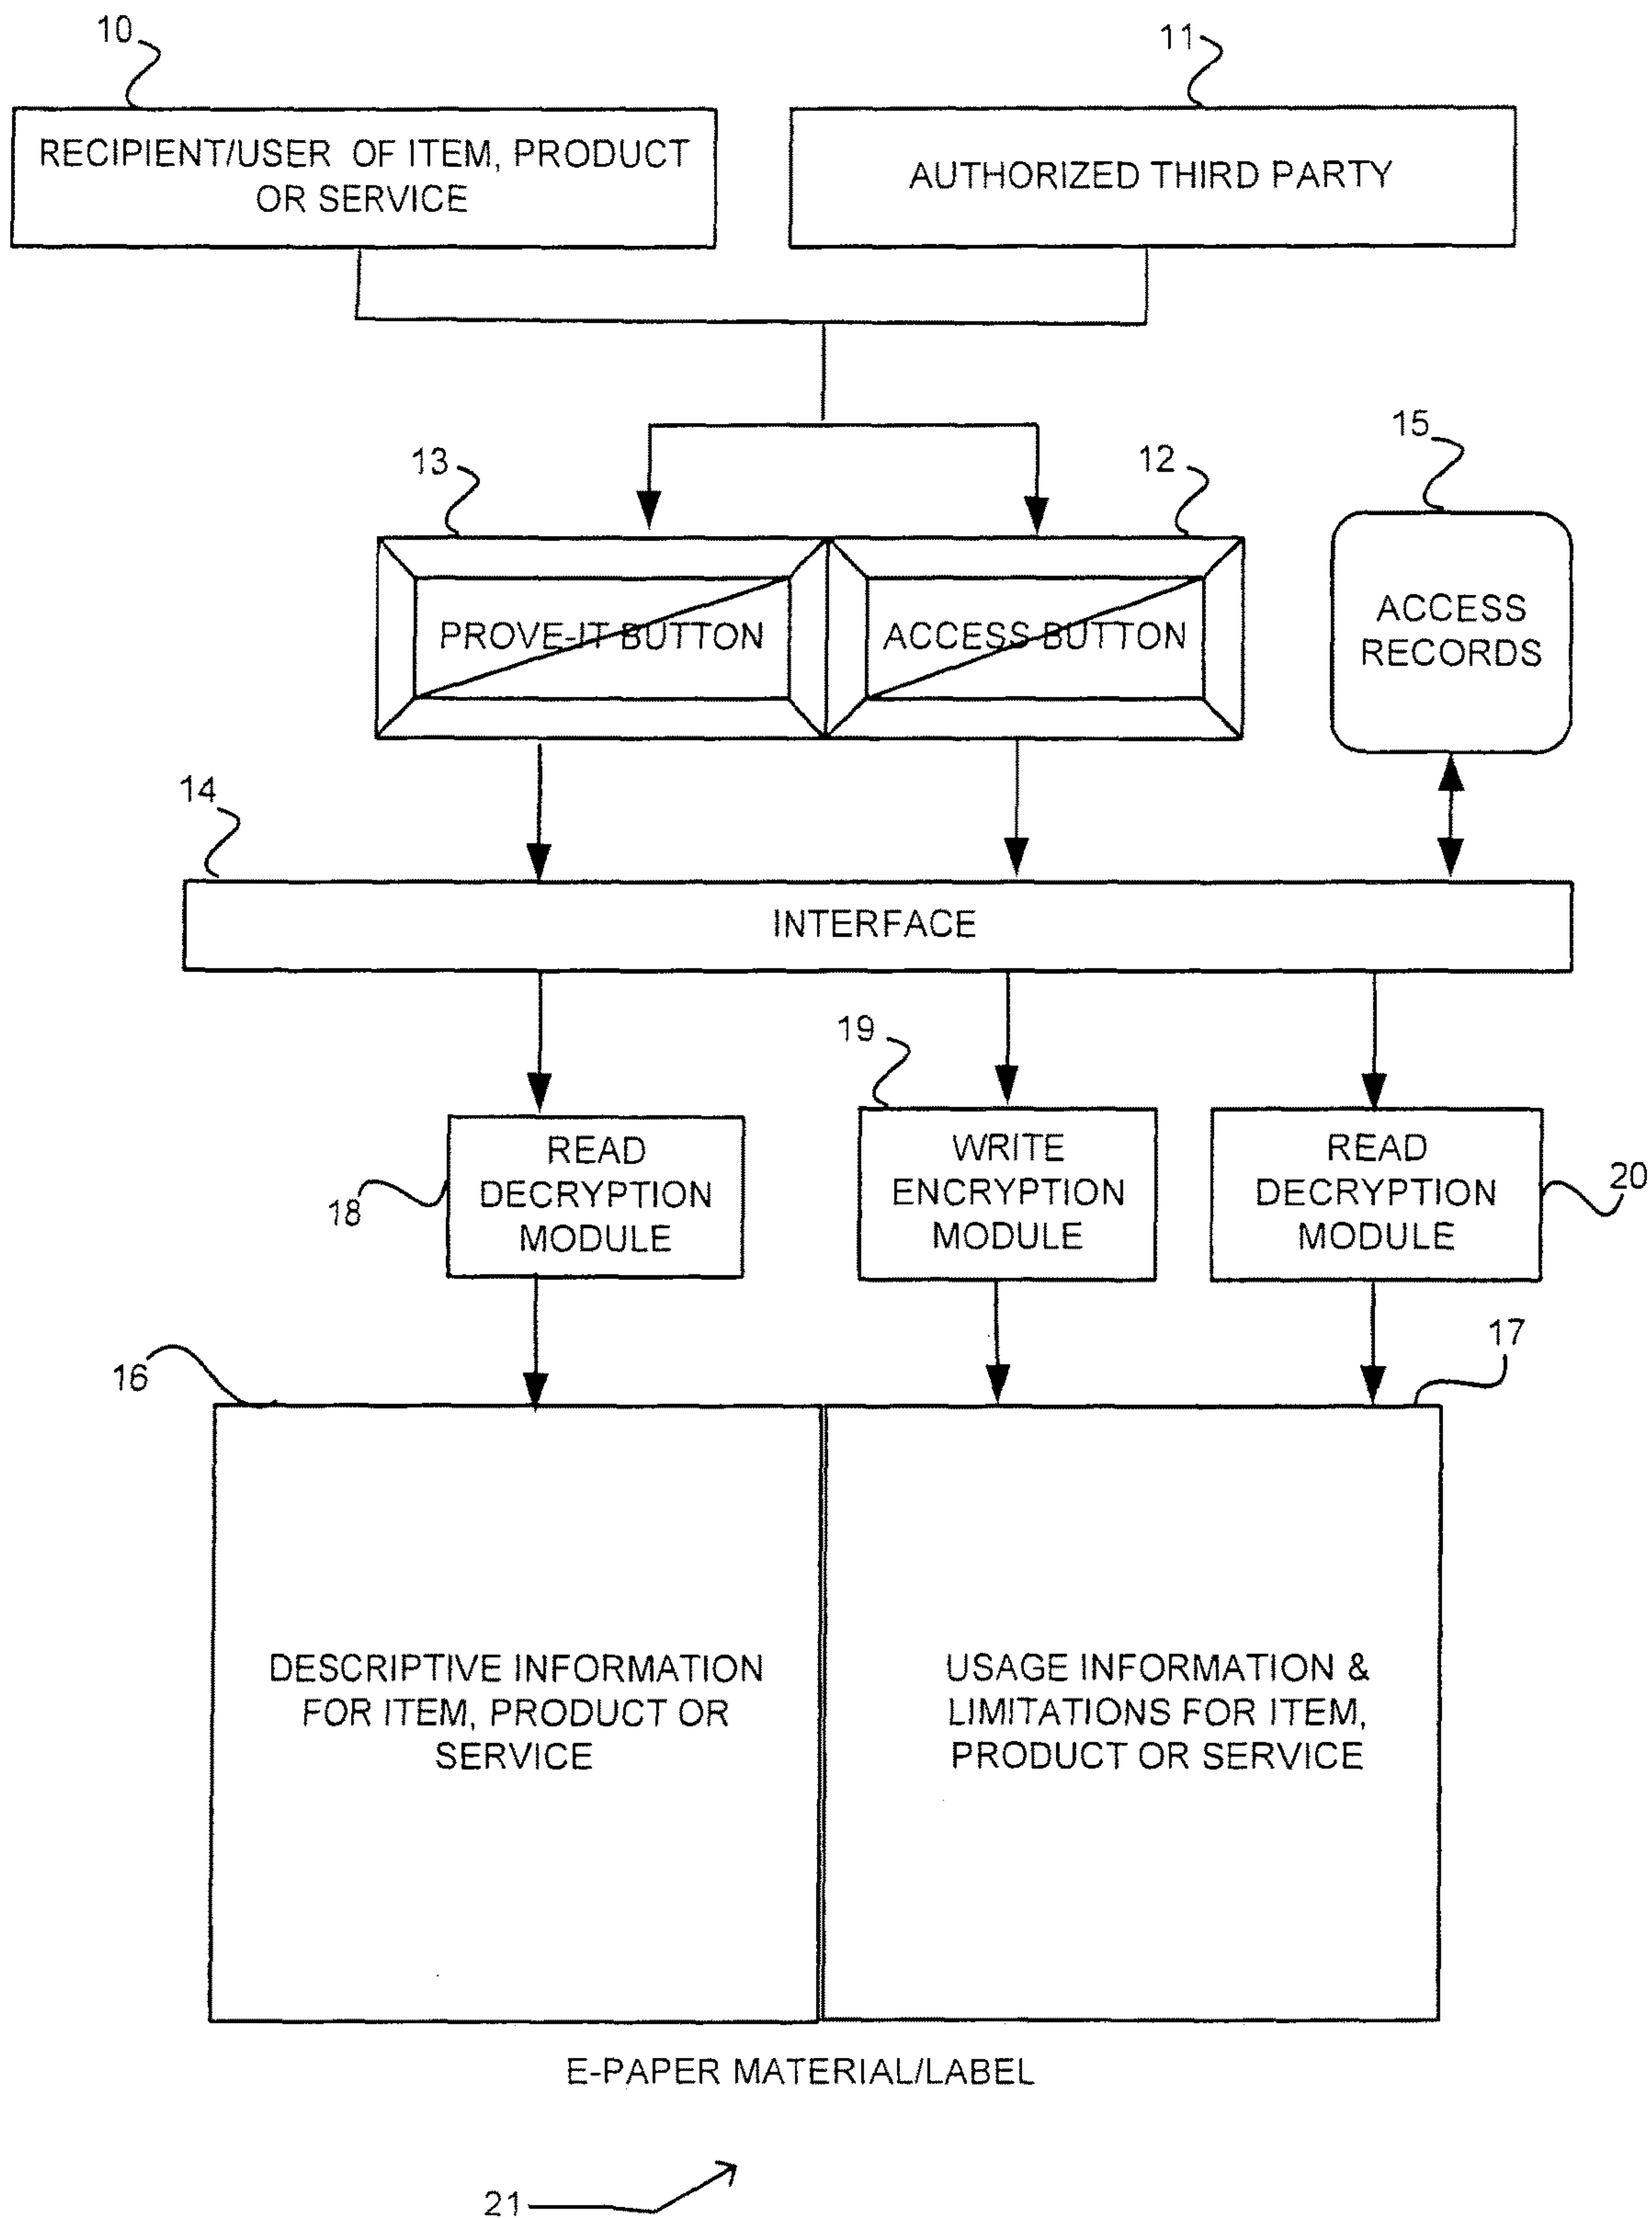 10
11
RECIPIENT/USER OF ITEM, PRODUCT
OR SERVICE
AUTHORIZED THIRD PARTY
13
12
15
PROVE-IT BUTTON
ACCESS BUTTON
ACCESS
RECORDS
14
INTERFACE
18
READ
DECRYPTION
MODULE
19
WRITE
ENCRYPTION
MODULE
READ
DECRYPTION
MODULE
20
16
17
DESCRIPTIVE INFORMATION
FOR ITEM, PRODUCT OR
SERVICE
USAGE INFORMATION &
LIMITATIONS FOR ITEM,
PRODUCT OR SERVICE
E-PAPER MATERIAL/LABEL
21